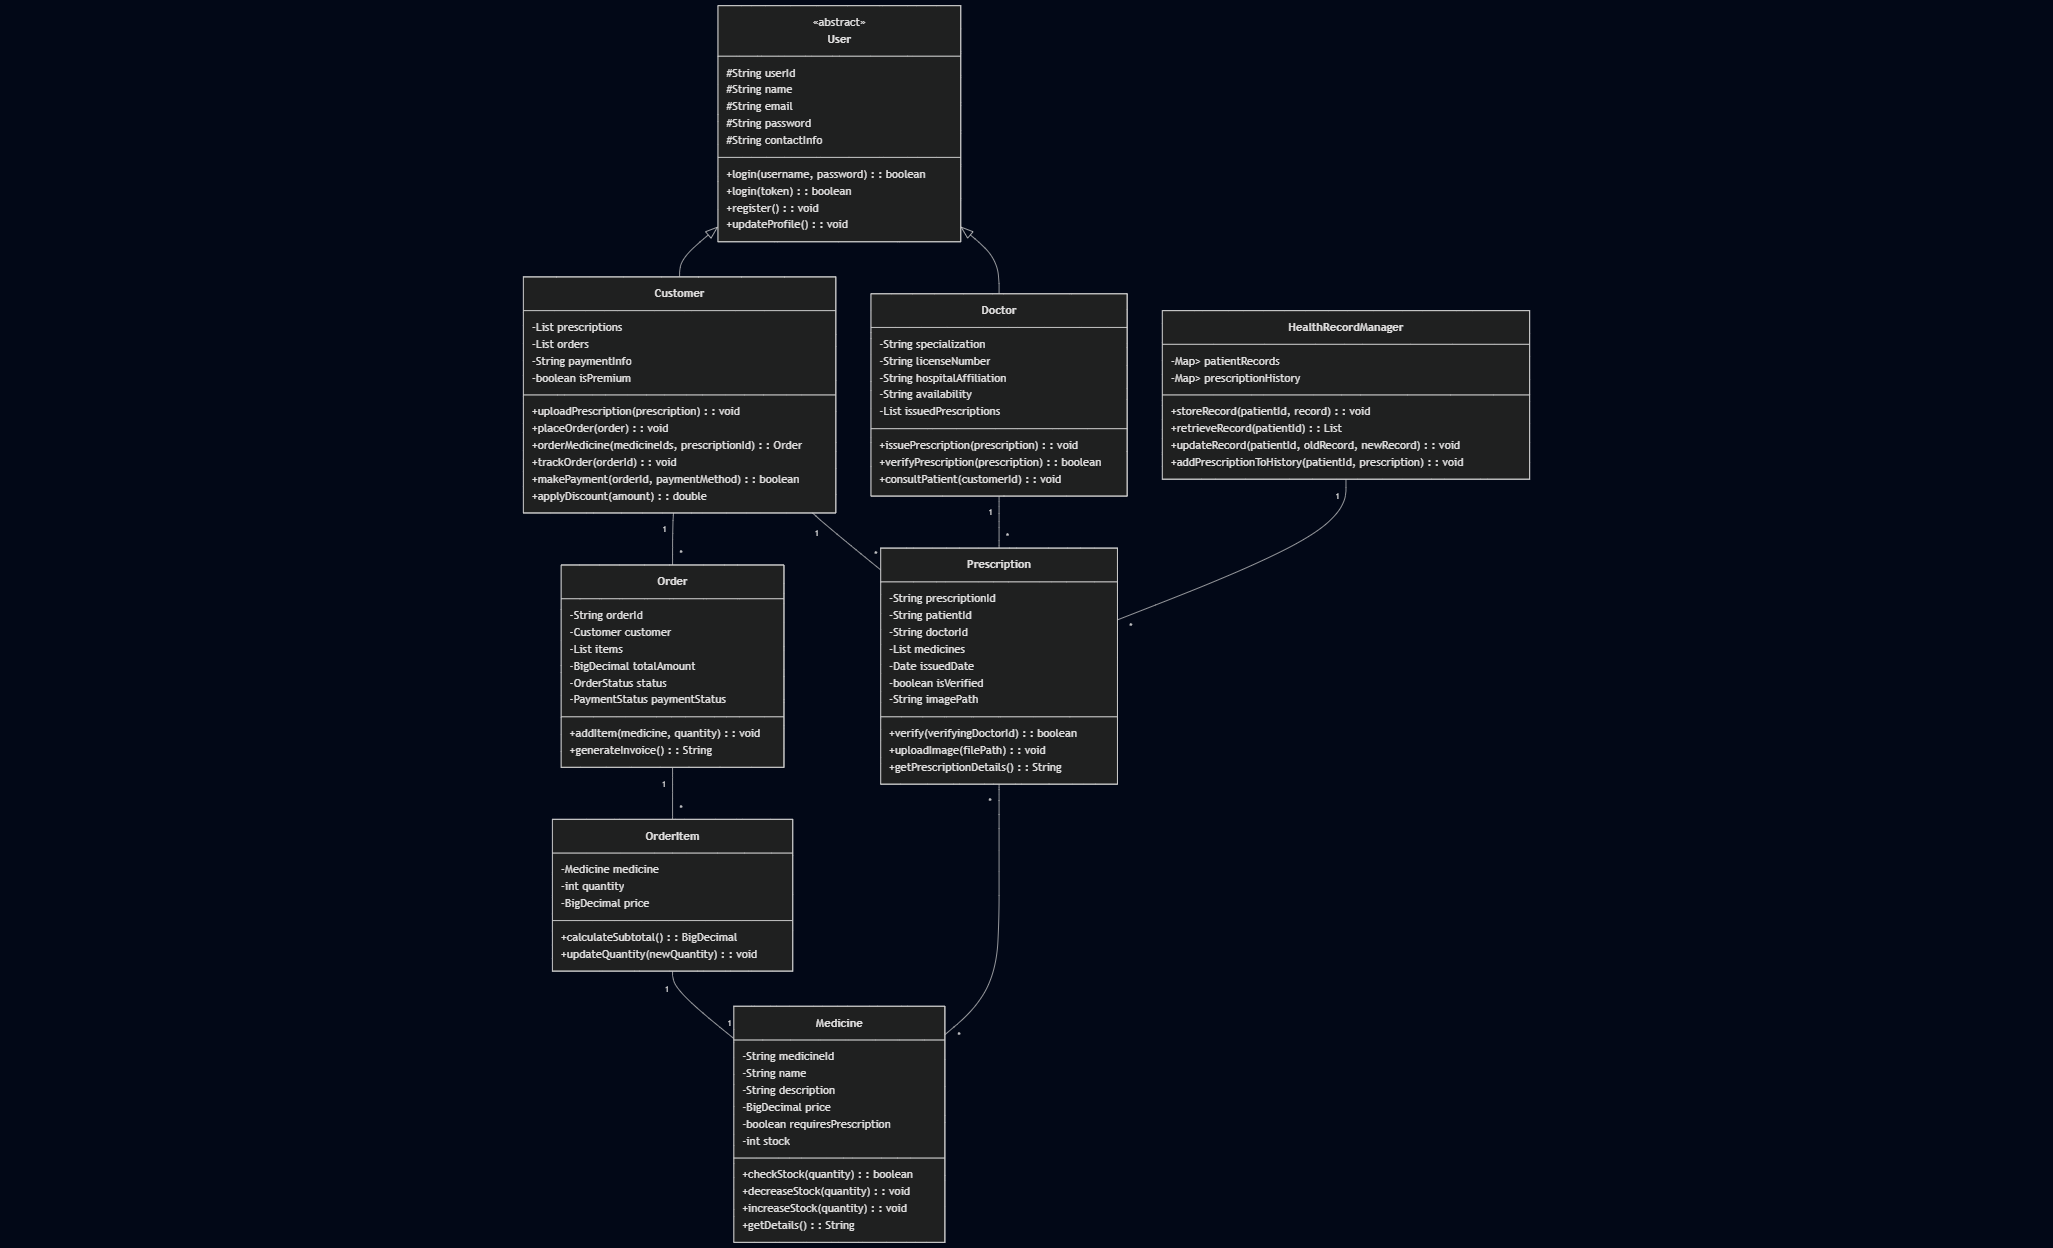 «abstract»
User
#String userId
#String name
#String email
#String password
#String contactInfo
+login(username, password) : : boolean
+login(token) : : boolean
+register() : : void
+updateProfile() : : void
Customer
-List prescriptions
-List orders
-String paymentInfo
-boolean isPremium
+uploadPrescription(prescription) : : void
+placeOrder(order) : : void
+orderMedicine(medicineIds, prescriptionId) : : Order
+trackOrder(orderId) : : void
+makePayment(orderId, paymentMethod) : : boolean
+applyDiscount(amount) : : double
Doctor
-String specialization
-String licenseNumber
-String hospitalAffiliation
-String availability
-List issuedPrescriptions
+issuePrescription(prescription) : : void
+verifyPrescription(prescription) : : boolean
+consultPatient(customerId) : : void
HealthRecordManager
-Map> patientRecords
-Map> prescriptionHistory
+storeRecord(patientId, record) : : void
+retrieveRecord(patientId) : : List
+updateRecord(patientId, oldRecord, newRecord) : : void
+addPrescriptionToHistory(patientId, prescription) : : void
1
*
1
*
1
*
1
*
Order
-String orderId
-Customer customer
-List items
-BigDecimal totalAmount
-OrderStatus status
-PaymentStatus paymentStatus
+addItem(medicine, quantity) : : void
+generateInvoice() : : String
Prescription
-String prescriptionId
-String patientId
-String doctorId
-List medicines
-Date issuedDate
-boolean isVerified
-String imagePath
+verify(verifyingDoctorId) : : boolean
+uploadImage(filePath) : : void
+getPrescriptionDetails() : : String
1
*
*
*
OrderItem
-Medicine medicine
-int quantity
-BigDecimal price
+calculateSubtotal() : : BigDecimal
+updateQuantity(newQuantity) : : void
1
1
Medicine
-String medicineId
-String name
-String description
-BigDecimal price
-boolean requiresPrescription
-int stock
+checkStock(quantity) : : boolean
+decreaseStock(quantity) : : void
+increaseStock(quantity) : : void
+getDetails() : : String